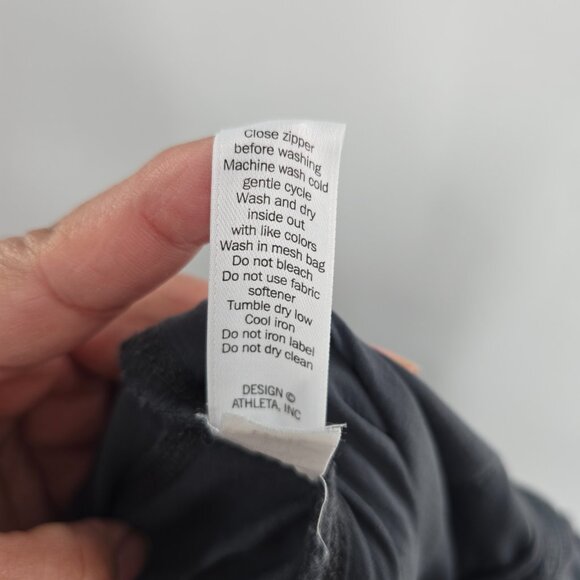 Close zipper
before washing
Machine wash cold
gentle cycle
Wash and dry
inside out
with like colors
Wash in mesh bag
Do not bleach
Do not use fabric
softener
Tumble dry low
Cool iron
Do not iron label
Do not dry clean
DESIGN ©
ATHLETA, INC